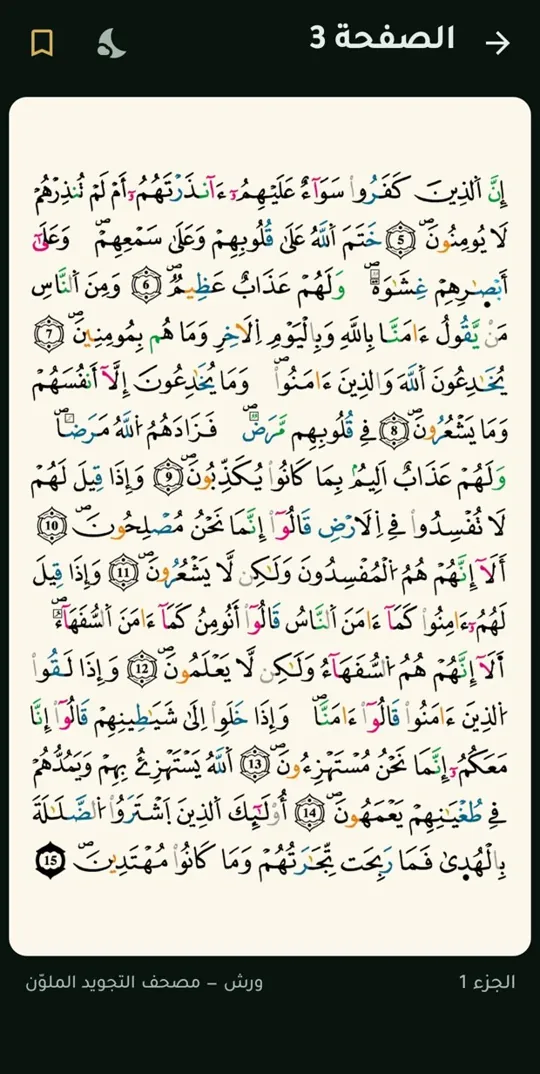 الصفحة 3
إِنَّ اَ۬لذِينَ كَفَرُواْ سَوَآءٌ عَلَيْهِمُۥٓ ءَآنذَرْتَهُمُۥٓ أَمْ لَمْ تُنذِرْهُمْ
لَا يُومِنُونَۖ 5 خَتَمَ اَ۬للَّهُ عَلَىٰ قُلُوبِهِمْ وَعَلَىٰ سَمْعِهِمْۖ وَعَلَىٰٓ
أَبْصٰ۪رِهِمْ غِشَٰوَةٞۖ وَلَهُمْ عَذَابٌ عَظِيمٞۖ 6 وَمِنَ اَ۬لنَّاسِ
مَنْ يَّقُولُ ءَامَنَّا بِاللَّهِ وَبِالْيَوْمِ اِ۬لَاخِرِ وَمَا هُم بِمُومِنِينَۖ 7
يُخَٰدِعُونَ اَ۬للَّهَ وَالذِينَ ءَامَنُواْۖ وَمَا يُخَٰدِعُونَ إِلَّآ أَنفُسَهُمْ
وَمَا يَشْعُرُونَۖ 8 فِے قُلُوبِهِم مَّرَضٞۖ فَزَادَهُمُ اُ۬للَّهُ مَرَضاٗۖ
وَلَهُمْ عَذَابٌ اَلِيمُۢ بِمَا كَانُواْ يُكَذِّبُونَۖ 9 وَإِذَا قِيلَ لَهُمْ
لَا تُفْسِدُواْ فِے اِ۬لَارْضِ قَالُوٓاْ إِنَّمَا نَحْنُ مُصْلِحُونَۖ 10
أَلَآ إِنَّهُمْ هُمُ اُ۬لْمُفْسِدُونَ وَلَٰكِن لَّا يَشْعُرُونَۖ 11 وَإِذَا قِيلَ
لَهُمُۥٓ ءَامِنُواْ كَمَآ ءَامَنَ اَ۬لنَّاسُ قَالُوٓاْ أَنُومِنُ كَمَآ ءَامَنَ اَ۬لسُّفَهَآءُۖ
أَلَآ إِنَّهُمْ هُمُ اُ۬لسُّفَهَآءُ وَلَٰكِن لَّا يَعْلَمُونَۖ 12 وَإِذَا لَقُواْ
اُ۬لذِينَ ءَامَنُواْ قَالُوٓاْ ءَامَنَّاۖ وَإِذَا خَلَوِاْ اِلَىٰ شَيَٰطِينِهِمْ قَالُوٓاْ إِنَّا
مَعَكُمُۥٓ إِنَّمَا نَحْنُ مُسْتَهْزِءُونَۖ 13 اَ۬للَّهُ يَسْتَهْزِۓُ بِهِمْ وَيَمُدُّهُمْ
فِے طُغْيَٰنِهِمْ يَعْمَهُونَۖ 14 أُوْلَٰٓئِكَ اَ۬لذِينَ اَ۪شْتَرَوُاْ اُ۬لضَّلَٰلَةَ
بِالْهُدَىٰ فَمَا رَبِحَت تِّجَٰرَتُهُمْ وَمَا كَانُواْ مُهْتَدِينَۖ 15
الجزء 1
ورش – مصحف التجويد الملوّن